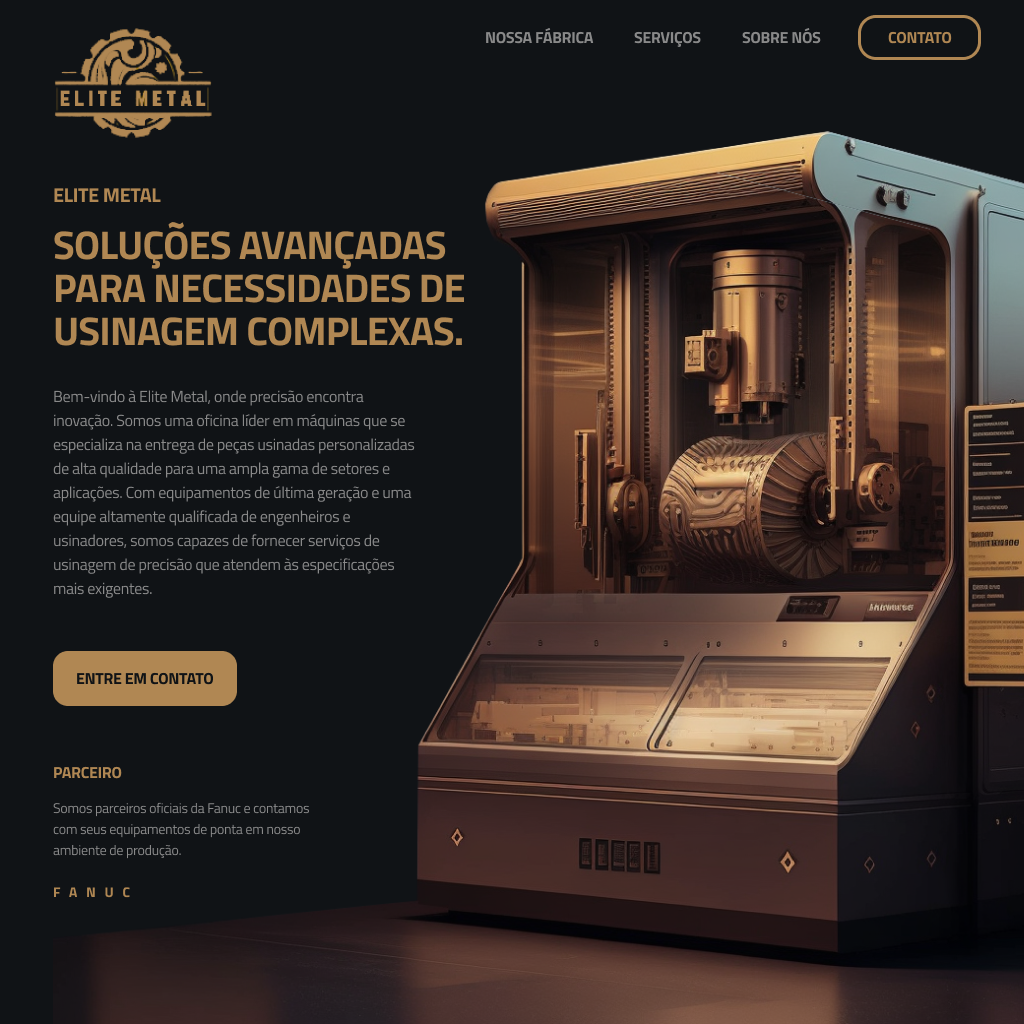 ELITE METAL
NOSSA FÁBRICA
SERVIÇOS
SOBRE NÓS
CONTATO
ELITE METAL
SOLUÇÕES AVANÇADAS
PARA NECESSIDADES DE
USINAGEM COMPLEXAS.
Bem-vindo à Elite Metal, onde precisão encontra
inovação. Somos uma oficina líder em máquinas que se
especializa na entrega de peças usinadas personalizadas
de alta qualidade para uma ampla gama de setores e
aplicações. Com equipamentos de última geração e uma
equipe altamente qualificada de engenheiros e
usinadores, somos capazes de fornecer serviços de
usinagem de precisão que atendem às especificações
mais exigentes.
ENTRE EM CONTATO
PARCEIRO
Somos parceiros oficiais da Fanuc e contamos
com seus equipamentos de ponta em nosso
ambiente de produção.
FANUC